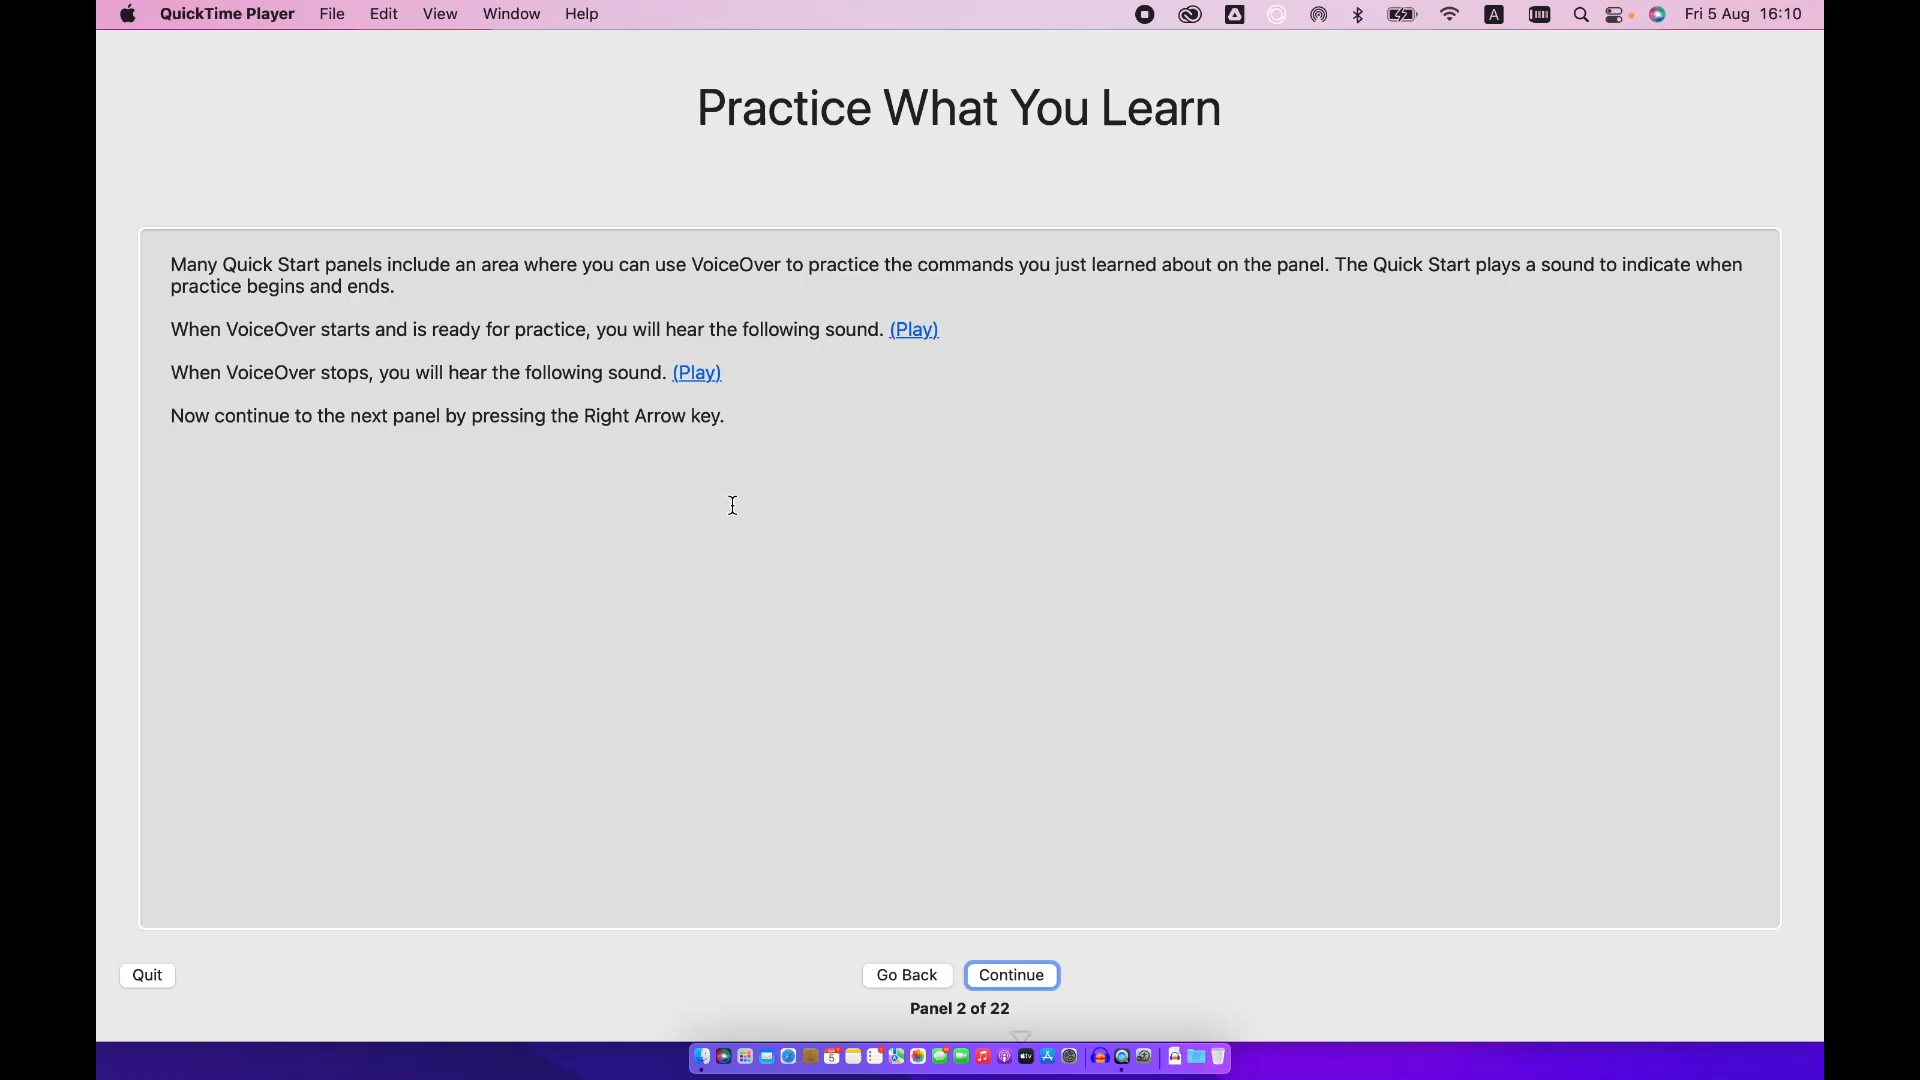 QuickTime Player File Edit View Window Help A Fri 5 Aug 16:10
Practice What You Learn
Many Quick Start panels include an area where you can use VoiceOver to practice the commands you just learned about on the panel. The Quick Start plays a sound to indicate when
practice begins and ends.
When VoiceOver starts and is ready for practice, you will hear the following sound. (Play)
When VoiceOver stops, you will hear the following sound. (Play)
Now continue to the next panel by pressing the Right Arrow key.
Quit Go Back Continue
Panel 2 of 22
5